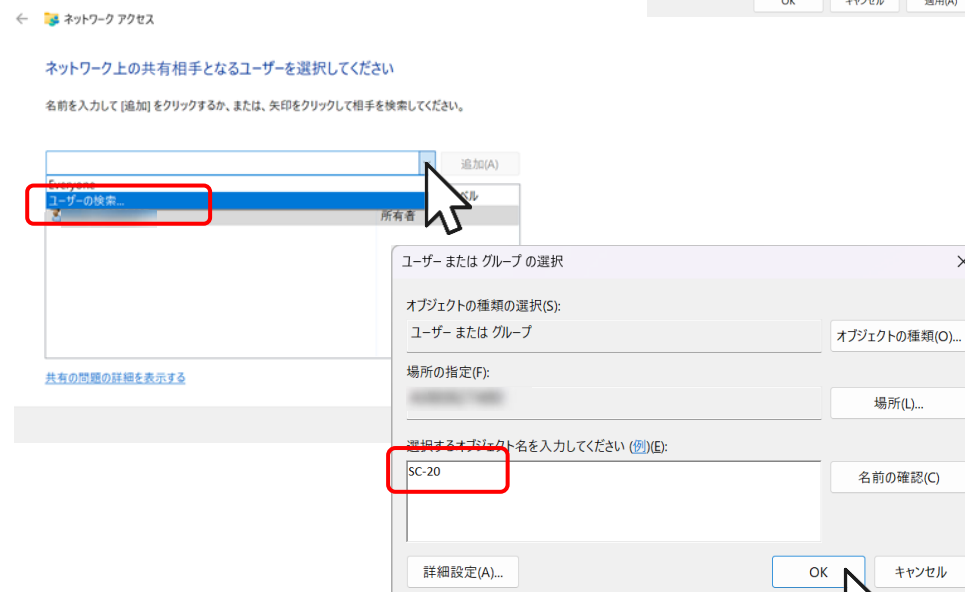 OK キャンセル 適用(A)
ネットワーク アクセス
ネットワーク上の共有相手となるユーザーを選択してください
名前を入力して [追加] をクリックするか、または、矢印をクリックして相手を検索してください。
追加(A)
Everyone
ユーザーの検索...
ベル
所有者
共有の問題の詳細を表示する
ユーザー または グループ の選択
オブジェクトの種類の選択(S):
ユーザー または グループ
オブジェクトの種類(O)...
場所の指定(F):
場所(L)...
選択するオブジェクト名を入力してください (例)(E):
SC-20
名前の確認(C)
詳細設定(A)...
OK
キャンセル